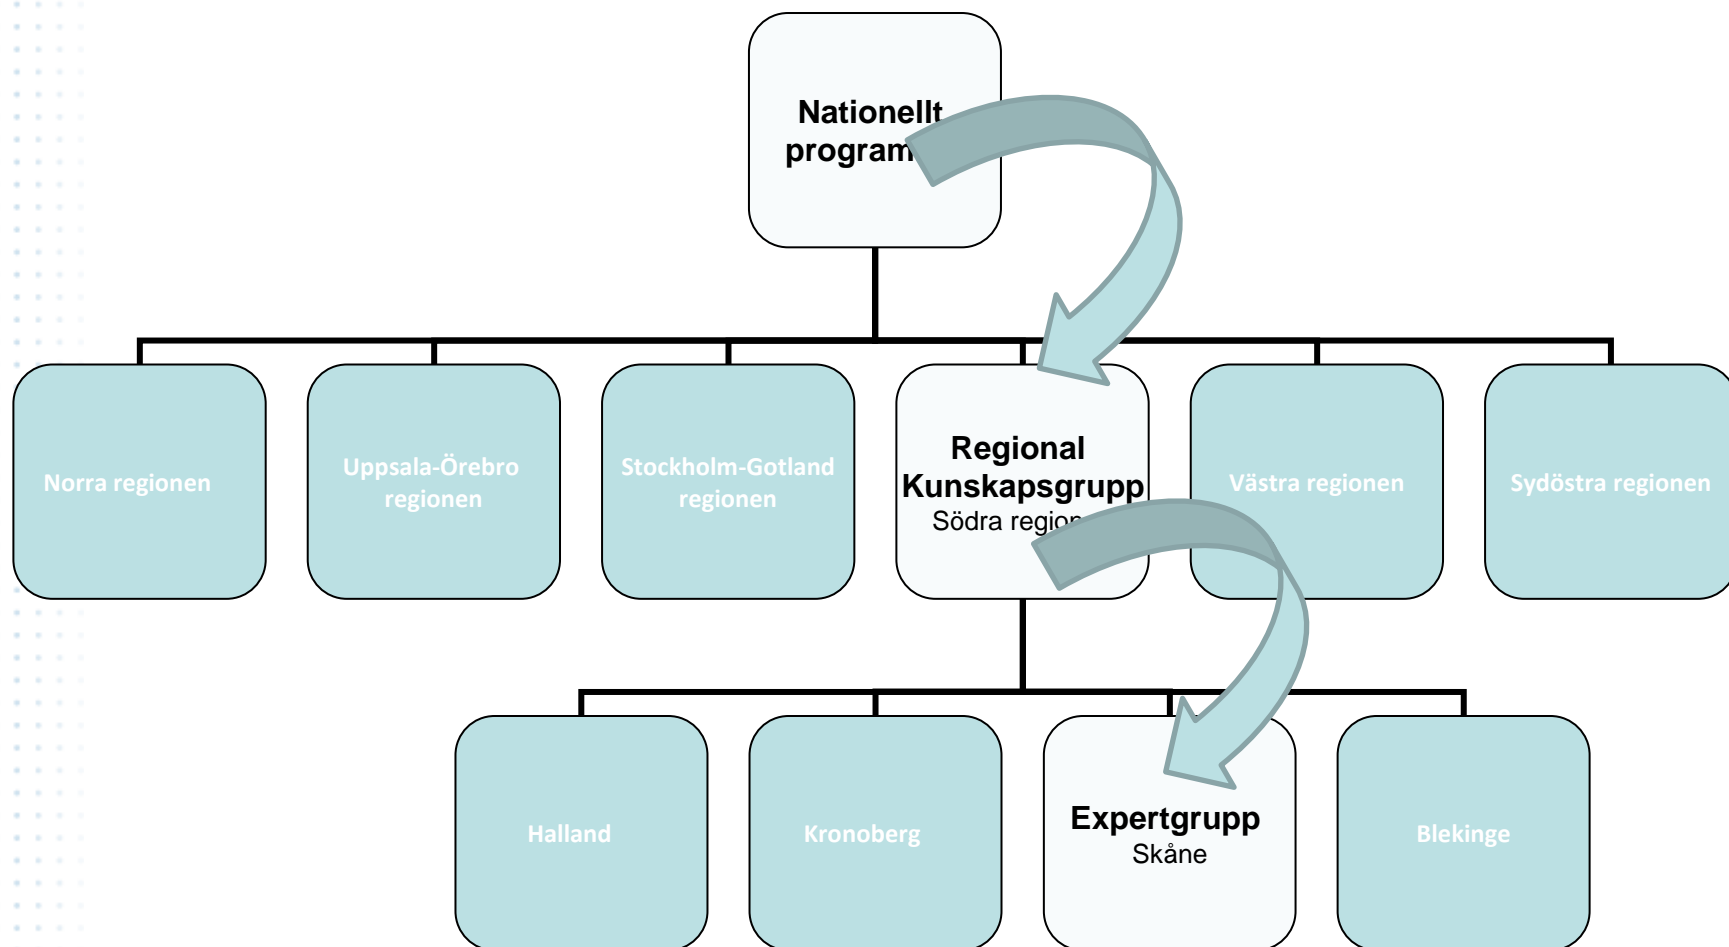 Nationellt
program
Norra regionen
Uppsala-Örebro
regionen
Stockholm-Gotland
regionen
Regional
Kunskapsgrupp
Södra region
Västra regionen
Sydöstra regionen
Halland
Kronoberg
Expertgrupp
Skåne
Blekinge